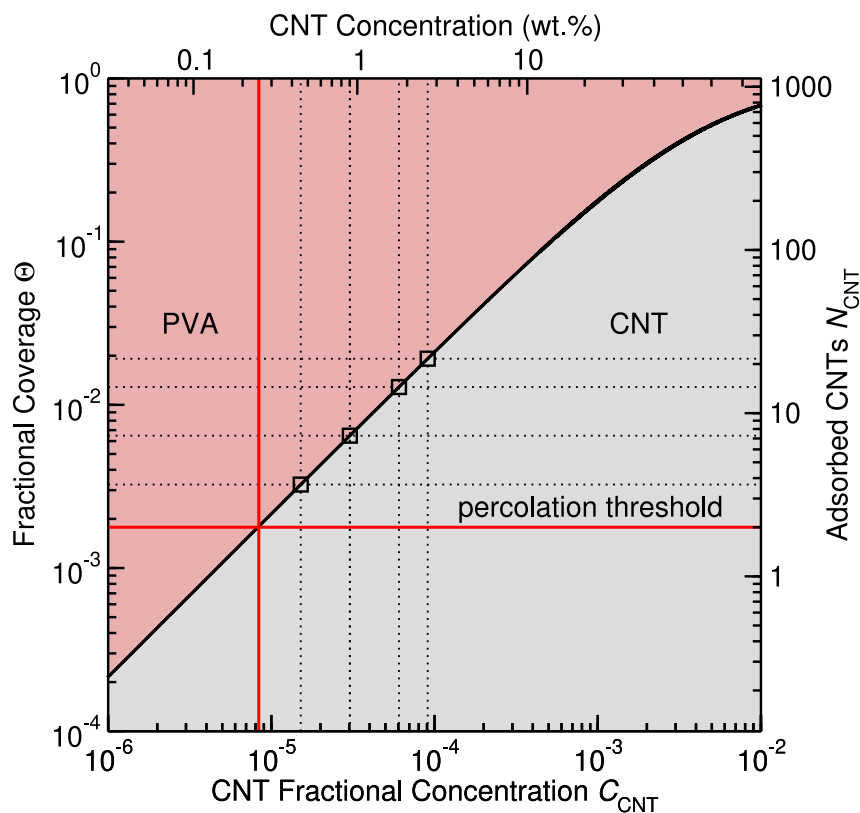 CNT Concentration (wt.%)
0.1 1 10
10^0 1000
10^-1 100
Fractional Coverage Θ
PVA CNT
Adsorbed CNTs N_CNT
10^-2 10
percolation threshold
10^-3 1
10^-4
10^-6 10^-5 10^-4 10^-3 10^-2
CNT Fractional Concentration C_CNT